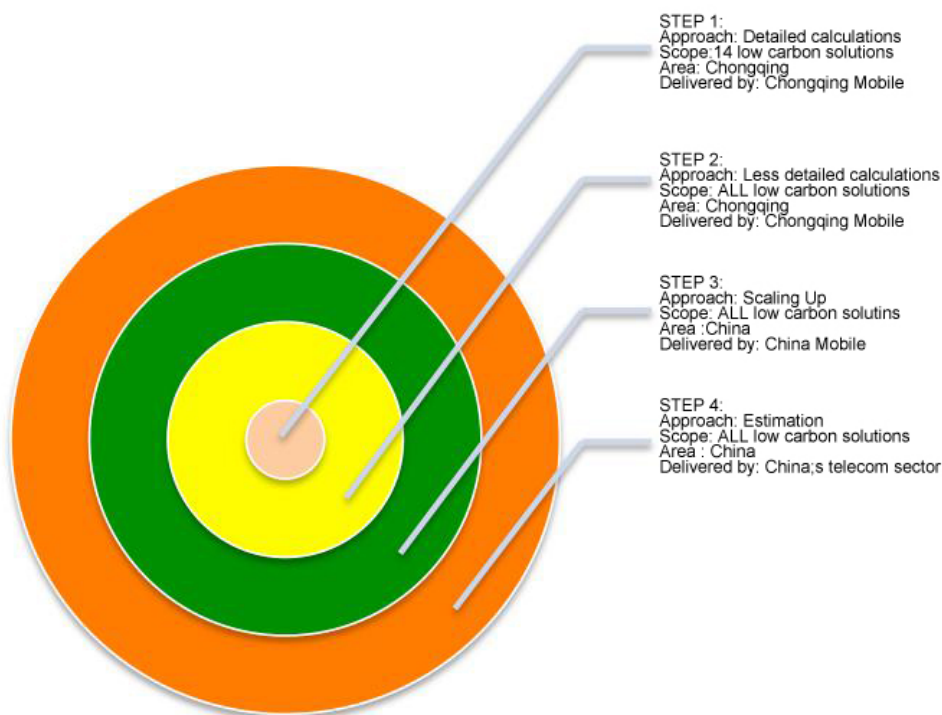 STEP 1:
Approach: Detailed calculations
Scope:14 low carbon solutions
Area: Chongqing
Delivered by: Chongqing Mobile
STEP 2:
Approach: Less detailed calculations
Scope: ALL low carbon solutions
Area: Chongqing
Delivered by: Chongqing Mobile
STEP 3:
Approach: Scaling Up
Scope: ALL low carbon solutins
Area :China
Delivered by: China Mobile
STEP 4:
Approach: Estimation
Scope: ALL low carbon solutions
Area : China
Delivered by: China;s telecom sector